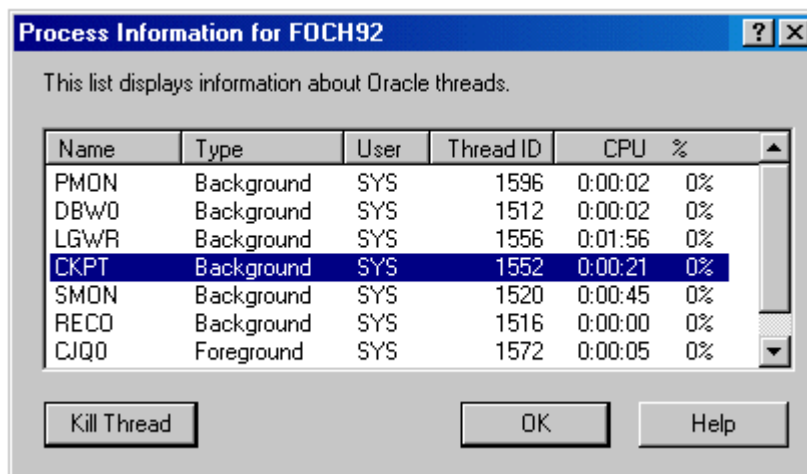 Process Information for FOCH92
This list displays information about Oracle threads.
Name Type User Thread ID CPU %
PMON Background SYS 1596 0:00:02 0%
DBW0 Background SYS 1512 0:00:02 0%
LGWR Background SYS 1556 0:01:56 0%
CKPT Background SYS 1552 0:00:21 0%
SMON Background SYS 1520 0:00:45 0%
RECO Background SYS 1516 0:00:00 0%
CJQ0 Foreground SYS 1572 0:00:05 0%
Kill Thread OK Help